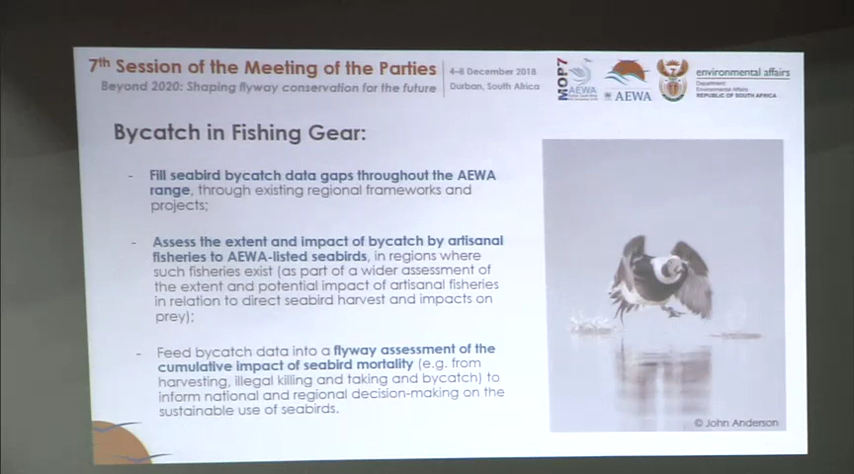 7th Session of the Meeting of the Parties
Beyond 2020: Shaping flyway conservation for the future
4–8 December 2018
Durban, South Africa
MOP7
AEWA
AEWA
environmental affairs
Department:
Environmental Affairs
REPUBLIC OF SOUTH AFRICA
Bycatch in Fishing Gear:
- Fill seabird bycatch data gaps throughout the AEWA
range, through existing regional frameworks and
projects;
- Assess the extent and impact of bycatch by artisanal
fisheries to AEWA-listed seabirds, in regions where
such fisheries exist (as part of a wider assessment of
the extent and potential impact of artisanal fisheries
in relation to direct seabird harvest and impacts on
prey);
- Feed bycatch data into a flyway assessment of the
cumulative impact of seabird mortality (e.g. from
harvesting, illegal killing and taking and bycatch) to
inform national and regional decision-making on the
sustainable use of seabirds.
© John Anderson